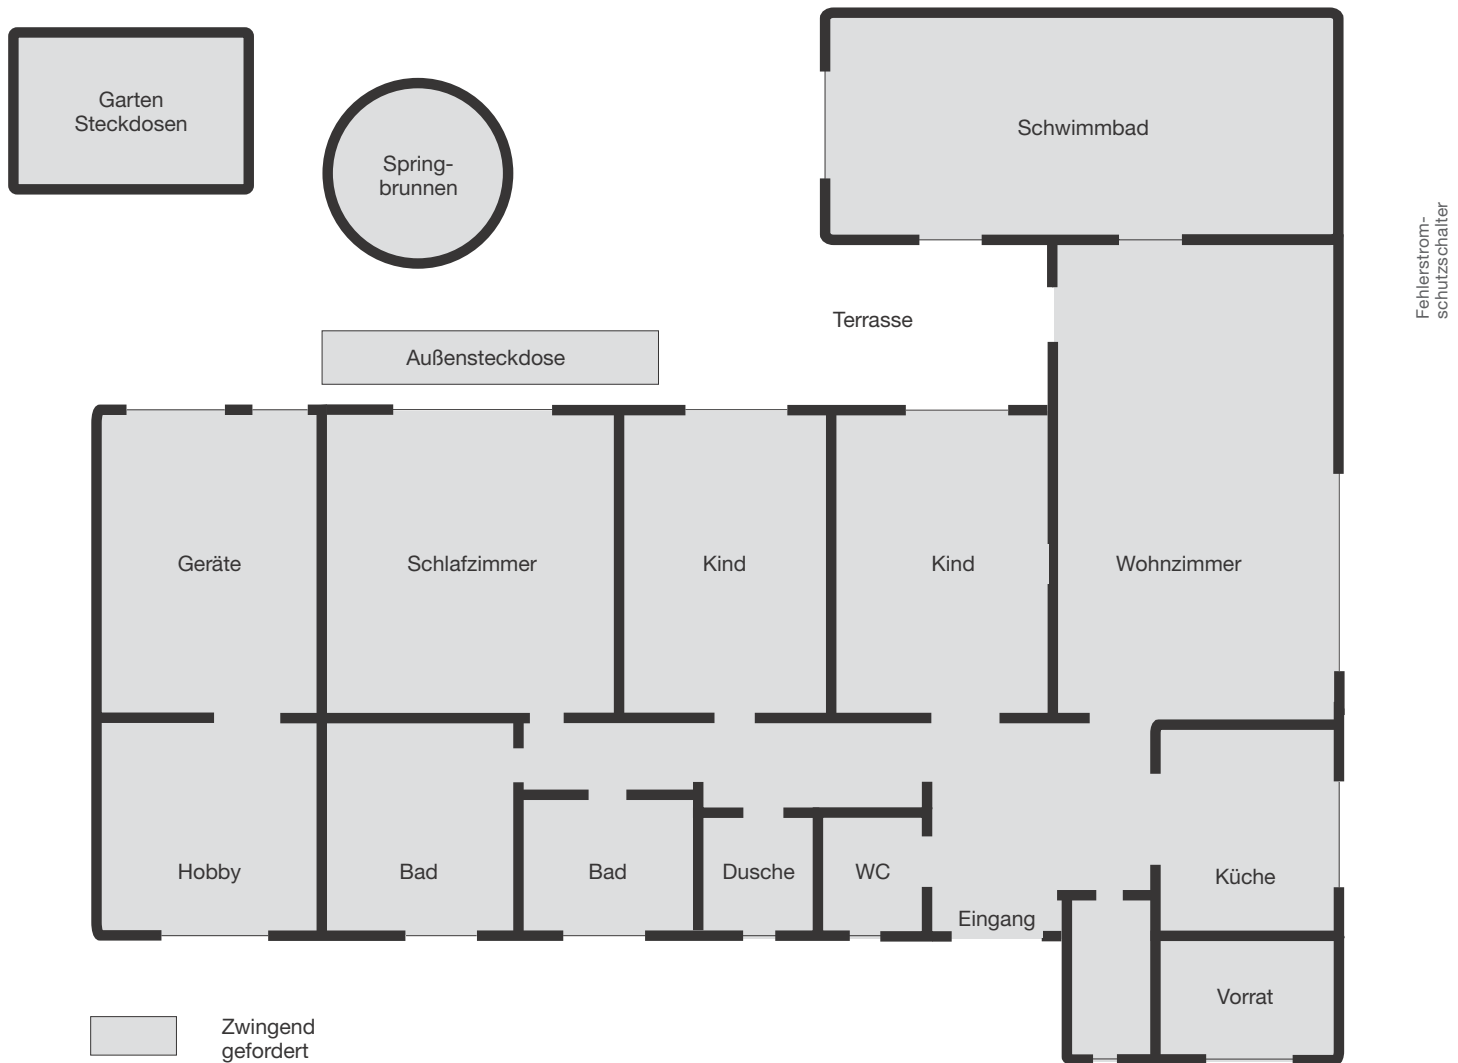 Garten
Steckdosen
Spring-
brunnen
Schwimmbad
Fehlerstrom-
schutzschalter
Terrasse
Außensteckdose
Geräte
Schlafzimmer
Kind
Kind
Wohnzimmer
Hobby
Bad
Bad
Dusche
WC
Eingang
Küche
Vorrat
Zwingend
gefordert